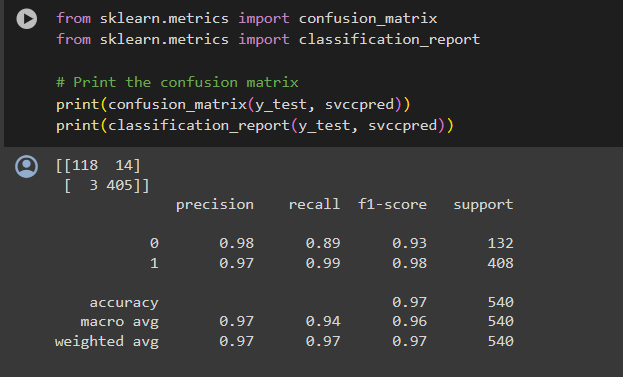 from sklearn.metrics import confusion_matrix
from sklearn.metrics import classification_report
# Print the confusion matrix
print(confusion_matrix(y_test, svccpred))
print(classification_report(y_test, svccpred))
[[118  14]
 [  3 405]]
precision recall f1-score support
0 0.98 0.89 0.93 132
1 0.97 0.99 0.98 408
accuracy 0.97 540
macro avg 0.97 0.94 0.96 540
weighted avg 0.97 0.97 0.97 540